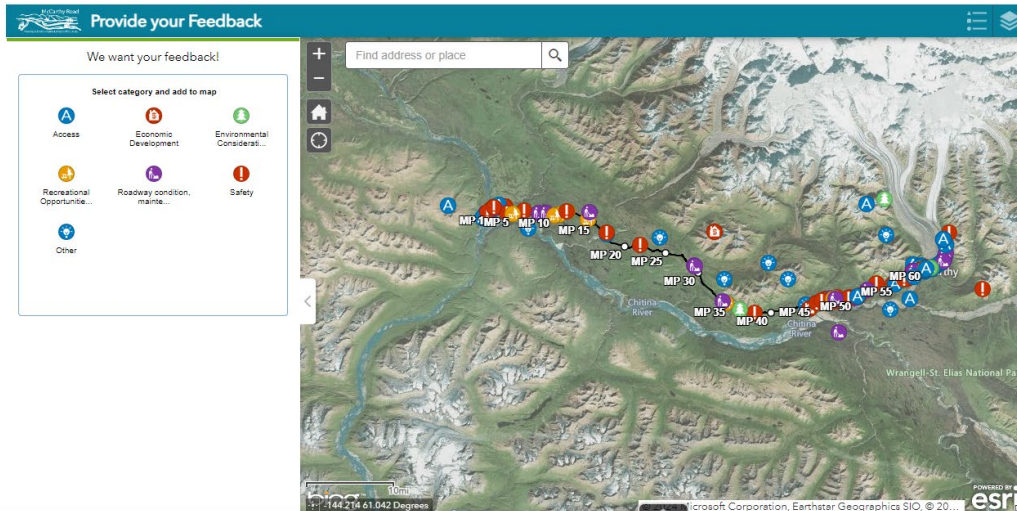 McCarthy Road
Provide your Feedback
We want your feedback!
Select category and add to map
Access
Economic
Development
Environmental
Considerati...
Recreational
Opportunitie...
Roadway condition,
mainte...
Safety
Other
+
−
Find address or place
MP 5
MP 10
MP 15
MP 20
MP 25
MP 30
MP 35
MP 40
MP 45
MP 50
MP 55
MP 60
Chitina
River
Chitina
River
Wrangell-St. Elias National Pa
10mi
-144.214 61.042 Degrees
POWERED BY
esri
Microsoft Corporation, Earthstar Geographics SIO, © 20...